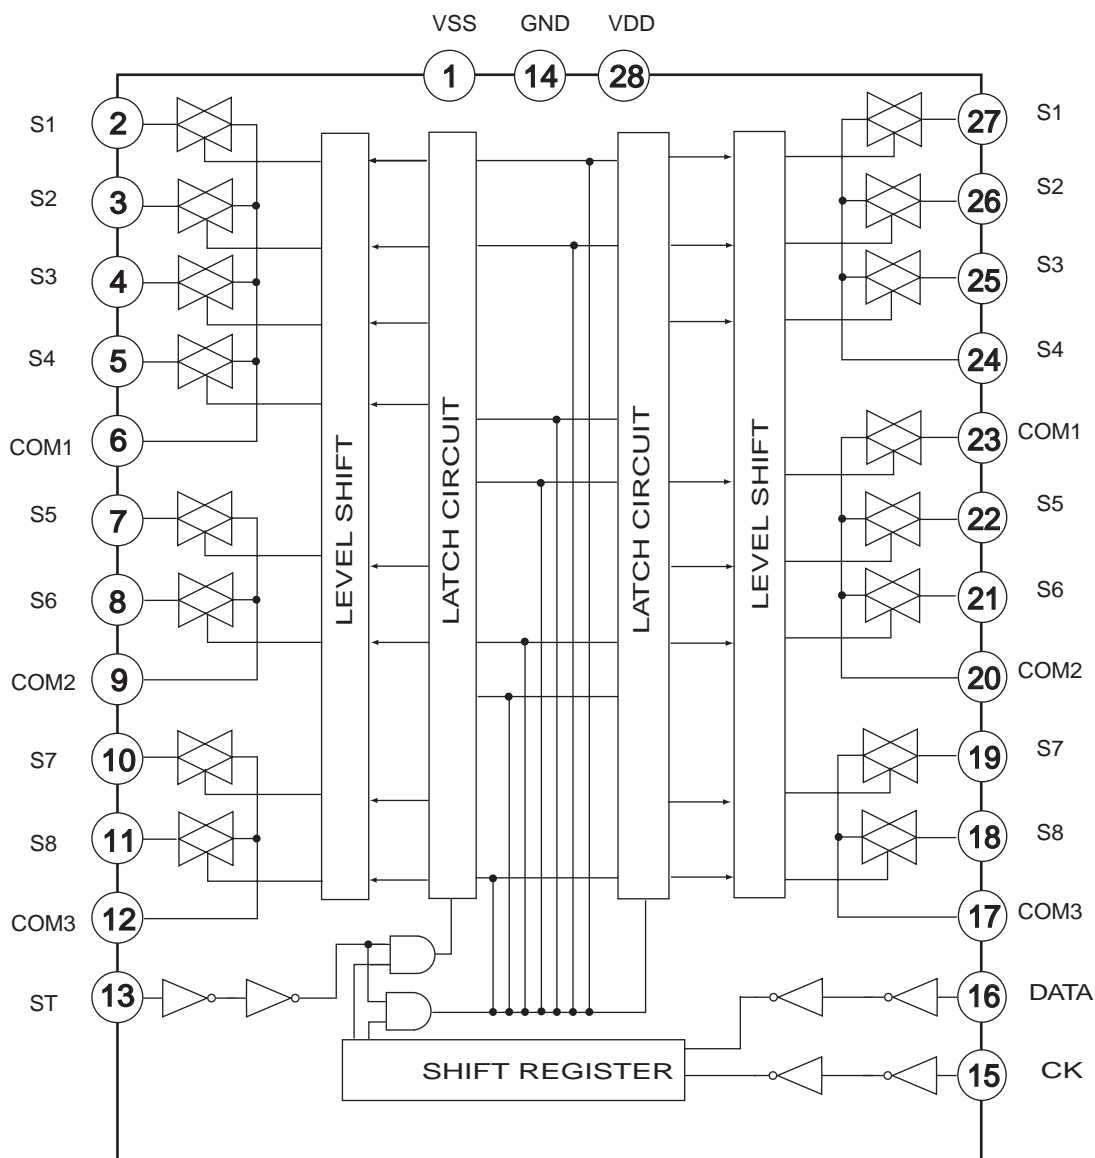 VSS GND VDD
1 14 28
S1 2 27 S1
S2 3 26 S2
S3 4 25 S3
S4 5 24 S4
COM1 6 23 COM1
S5 7 22 S5
S6 8 21 S6
COM2 9 20 COM2
S7 10 19 S7
S8 11 18 S8
COM3 12 17 COM3
ST 13 16 DATA
15 CK
LEVEL SHIFT
LATCH CIRCUIT
LATCH CIRCUIT
LEVEL SHIFT
SHIFT REGISTER